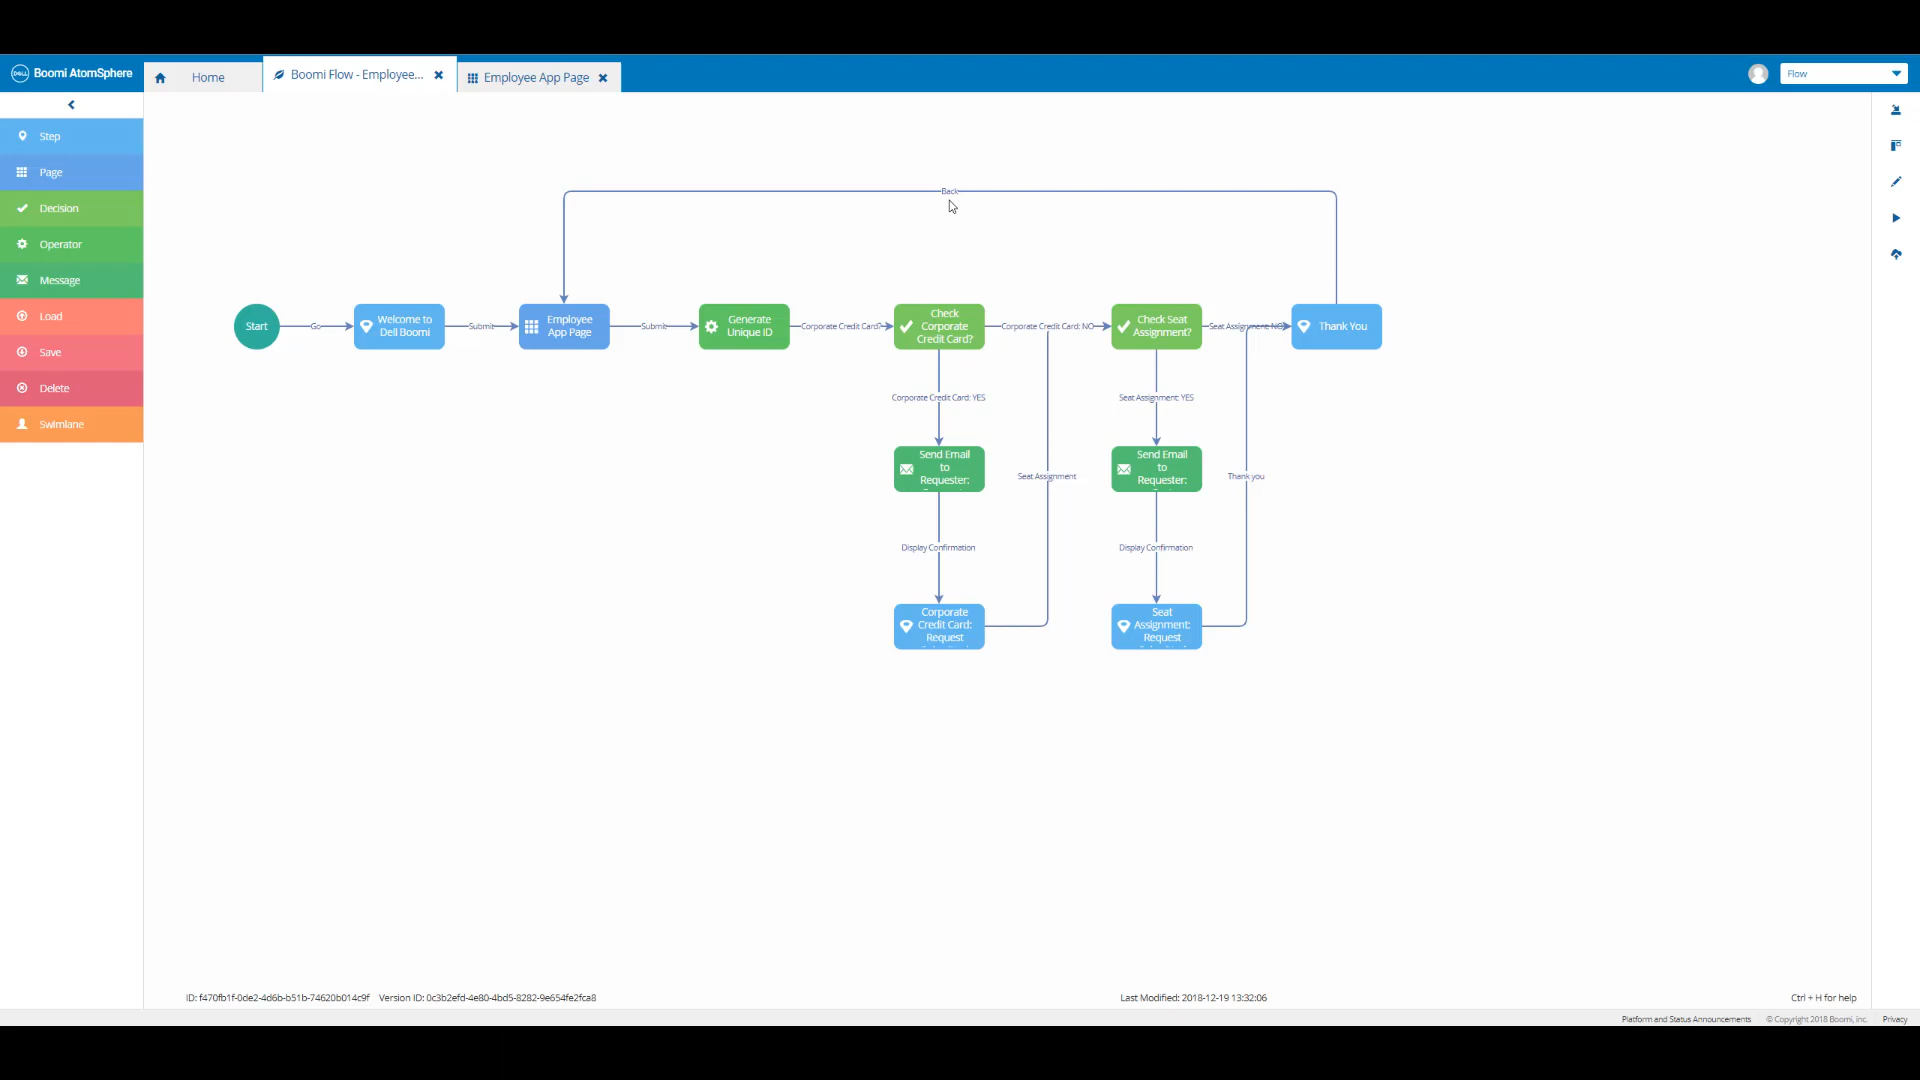 DELL Boomi AtomSphere
Home
Boomi Flow - Employee...
Employee App Page
Flow
Step
Page
Decision
Operator
Message
Load
Save
Delete
Swimlane
Back
Start
Go
Welcome to
Dell Boomi
Submit
Employee
App Page
Submit
Generate
Unique ID
Corporate Credit Card?
Check
Corporate
Credit Card?
Corporate Credit Card: NO
Check Seat
Assignment?
Seat Assignment: NO
Thank You
Corporate Credit Card: YES
Seat Assignment: YES
Send Email
to
Requester:
Seat Assignment
Send Email
to
Requester:
Thank you
Display Confirmation
Display Confirmation
Corporate
Credit Card:
Request
Seat
Assignment:
Request
ID: f470fb1f-0de2-4d6b-b51b-74620b014c9f Version ID: 0c3b2efd-4e80-4bd5-8282-9e654fe2fca8
Last Modified: 2018-12-19 13:32:06
Ctrl + H for help
Platform and Status Announcements
© Copyright 2018 Boomi, Inc.
Privacy